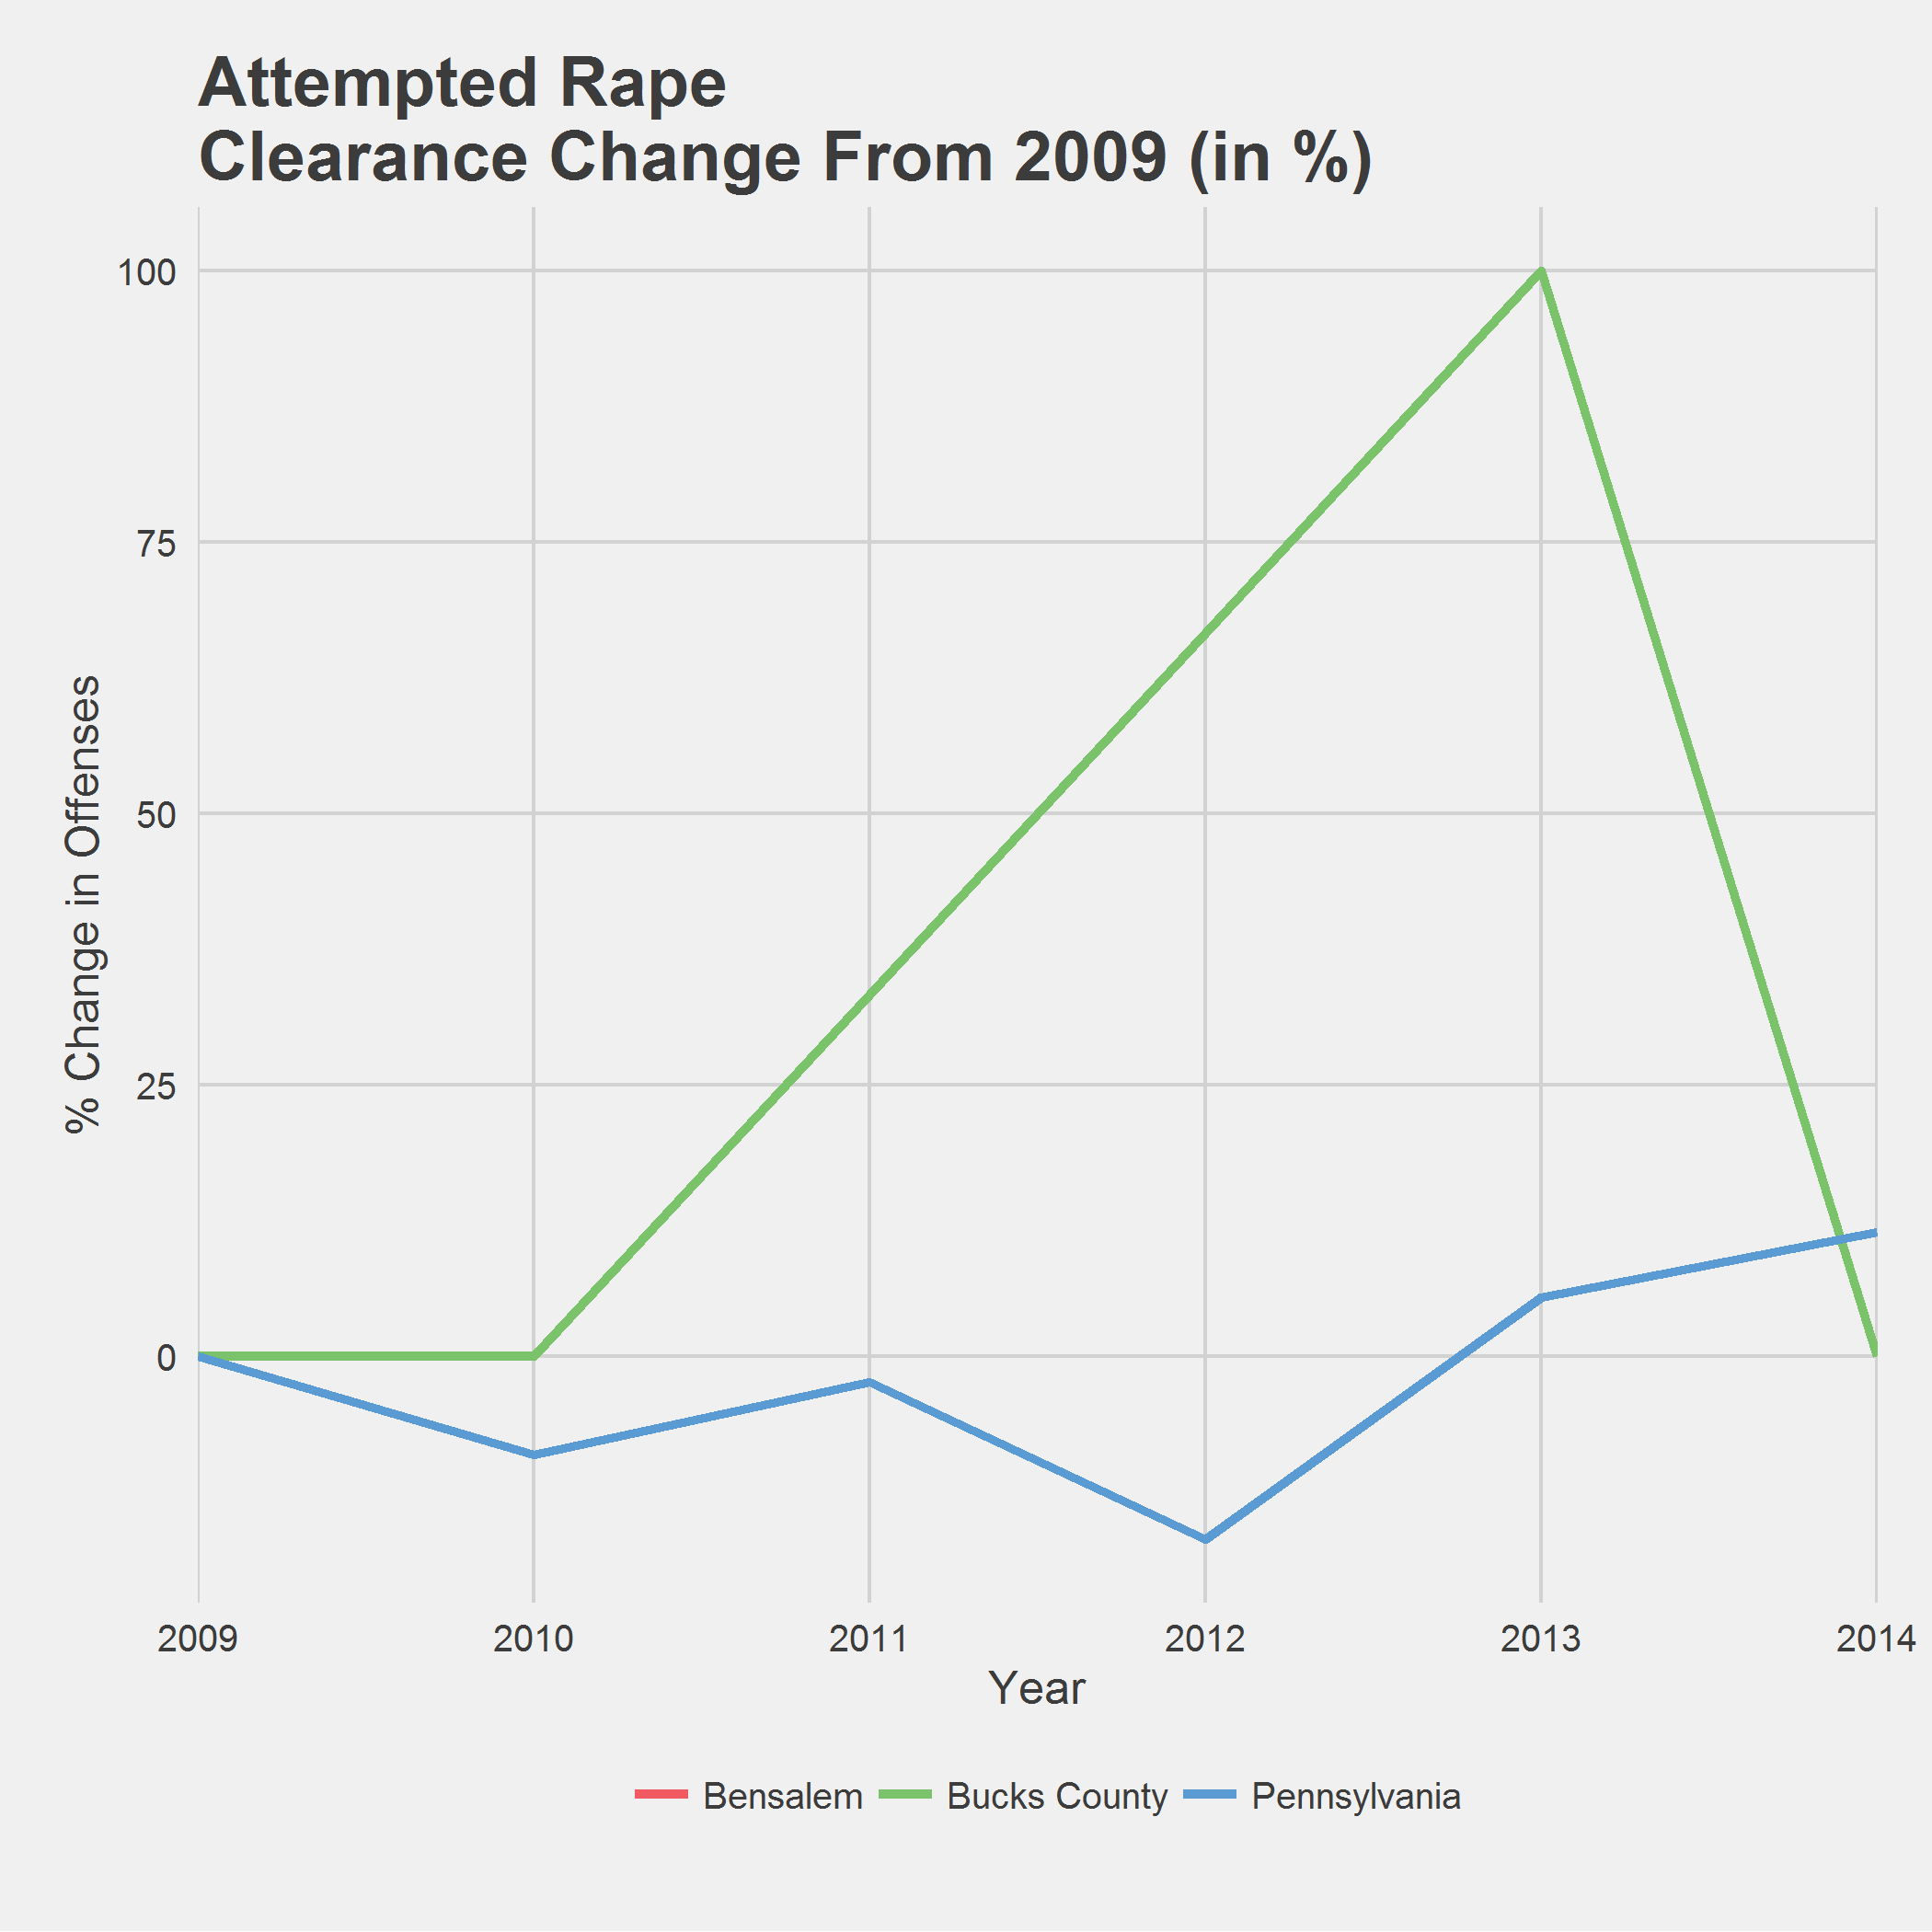 Attempted Rape
Clearance Change From 2009 (in %)
% Change in Offenses
100
75
50
25
0
2009 2010 2011 2012 2013 2014
Year
Bensalem Bucks County Pennsylvania